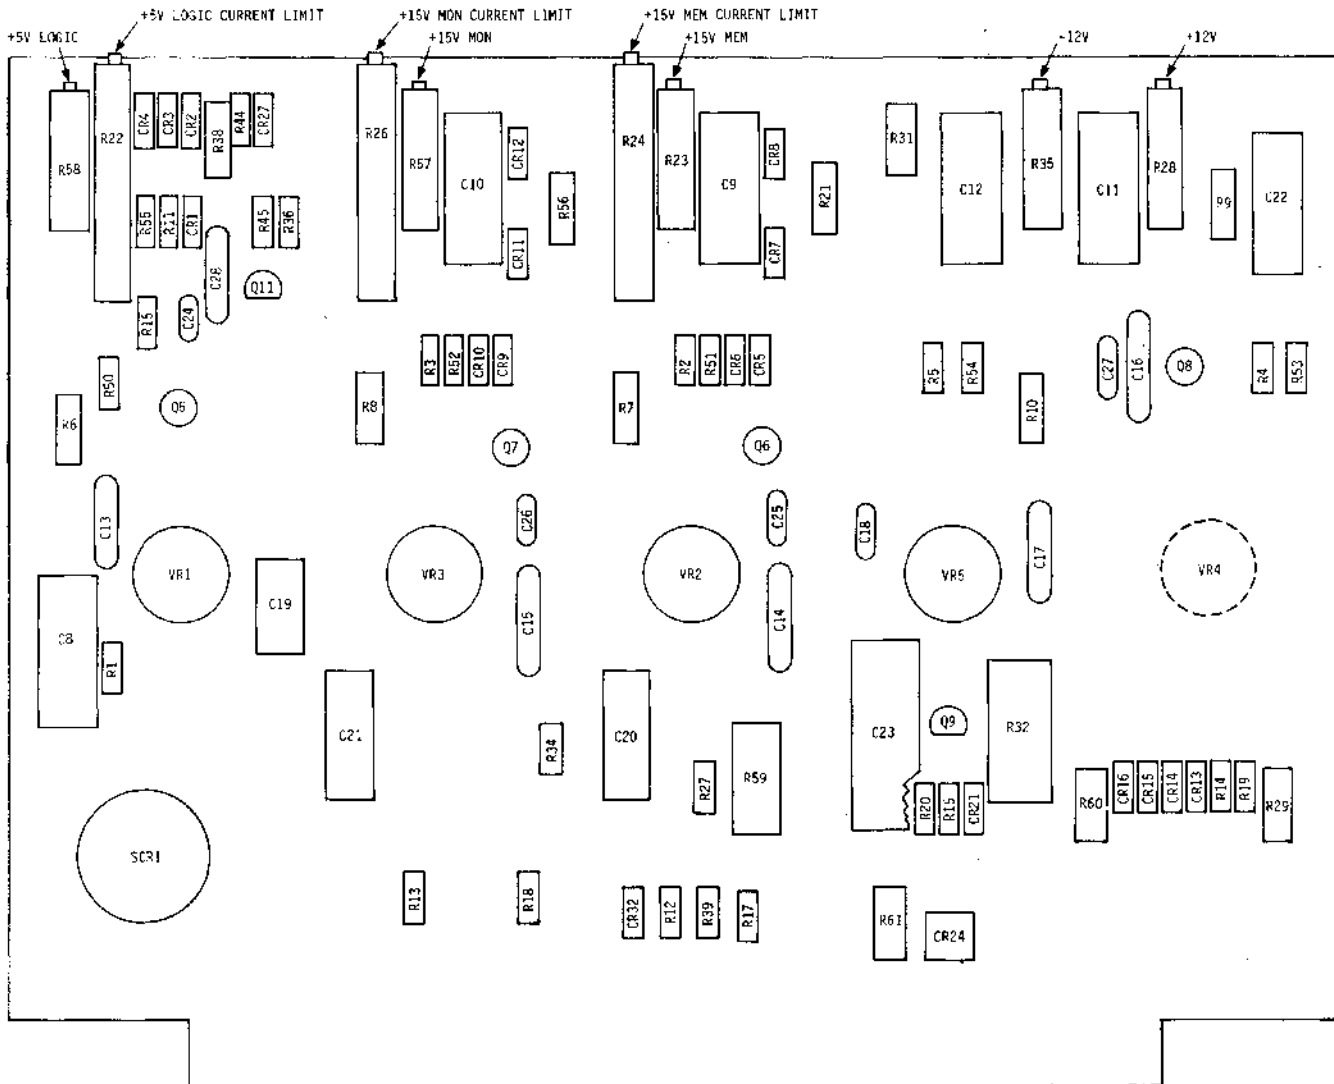 +5V LOGIC CURRENT LIMIT
+15V MON CURRENT LIMIT
+15V MEM CURRENT LIMIT
+5V LOGIC
+15V MON
+15V MEM
-12V
+12V
R58
R22
CR4
CR3
CR2
R38
R44
CR27
R26
R57
C10
CR12
R56
R24
R23
C9
CR8
R21
R31
C12
R35
C11
R28
R9
C22
R55
R11
CR1
C28
R45
R36
Q11
CR11
CR7
R15
C24
R50
R3
R52
CR10
CR9
R2
R51
CR6
CR5
R5
R54
C27
C16
Q8
R4
R53
R6
Q5
R8
Q7
R7
Q6
R10
C13
C26
C25
C18
C17
VR1
VR3
VR2
VR5
VR4
C19
C15
C14
C8
R1
C21
R34
C20
R27
R59
C23
Q9
R32
R20
R15
CR21
R60
CR16
CR15
CR14
CR13
R14
R19
R29
SCR1
R13
R18
CR32
R12
R39
R17
R61
CR24